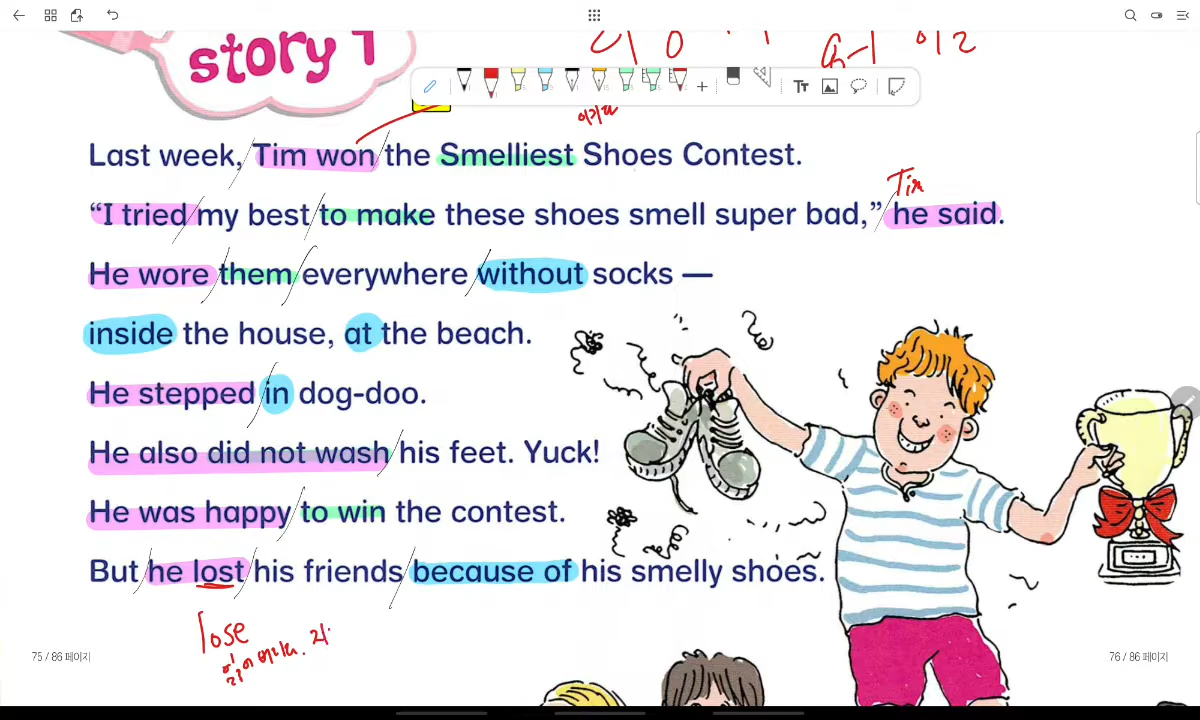 story 1
Last week, Tim won the Smelliest Shoes Contest.
“I tried my best to make these shoes smell super bad,” he said.
He wore them everywhere without socks —
inside the house, at the beach.
He stepped in dog-doo.
He also did not wash his feet. Yuck!
He was happy to win the contest.
But he lost his friends because of his smelly shoes.
lose
75 / 86 페이지
76 / 86 페이지